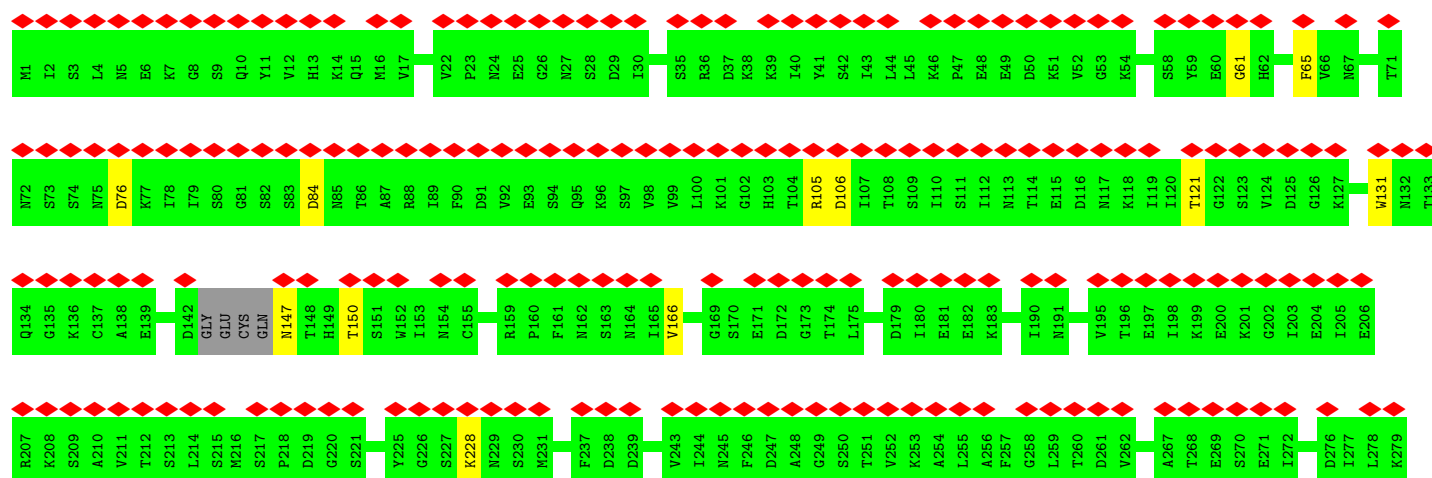 M1 I2 S3 L4 N5 E6 K7 G8 S9 Q10 Y11 V12 H13 K14 Q15 M16 V17 V22 P23 N24 E25 G26 N27 S28 D29 I30 S35 R36 D37 K38 K39 I40 Y41 S42 I43 L44 L45 K46 P47 E48 E49 D50 K51 V52 G53 K54 S58 Y59 E60 G61 H62 F65 V66 N67 T71
N72 S73 S74 N75 D76 K77 I78 I79 S80 G81 S82 S83 D84 N85 T86 A87 R88 I89 F90 D91 V92 E93 S94 Q95 K96 S97 V98 V99 L100 K101 G102 H103 T104 R105 D106 I107 T108 S109 I110 S111 I112 N113 T114 E115 D116 N117 K118 I119 I120 T121 G122 S123 V124 D125 G126 K127 W131 N132 T133
Q134 G135 K136 C137 A138 E139 D142 GLY GLU CYS GLN N147 T148 H149 T150 S151 W152 I153 N154 C155 R159 P160 F161 N162 S163 N164 I165 V166 G169 S170 E171 D172 G173 T174 L175 D179 I180 E181 E182 K183 I190 N191 V195 T196 E197 I198 K199 E200 K201 G202 I203 E204 I205 E206
R207 K208 S209 A210 V211 T212 S213 L214 S215 M216 S217 P218 D219 G220 S221 Y225 G226 S227 K228 N229 S230 M231 F237 D238 D239 V243 I244 N245 F246 D247 A248 G249 S250 T251 V252 K253 A254 L255 A256 F257 G258 L259 T260 D261 V262 A267 T268 E269 S270 E271 I272 D276 I277 L278 K279